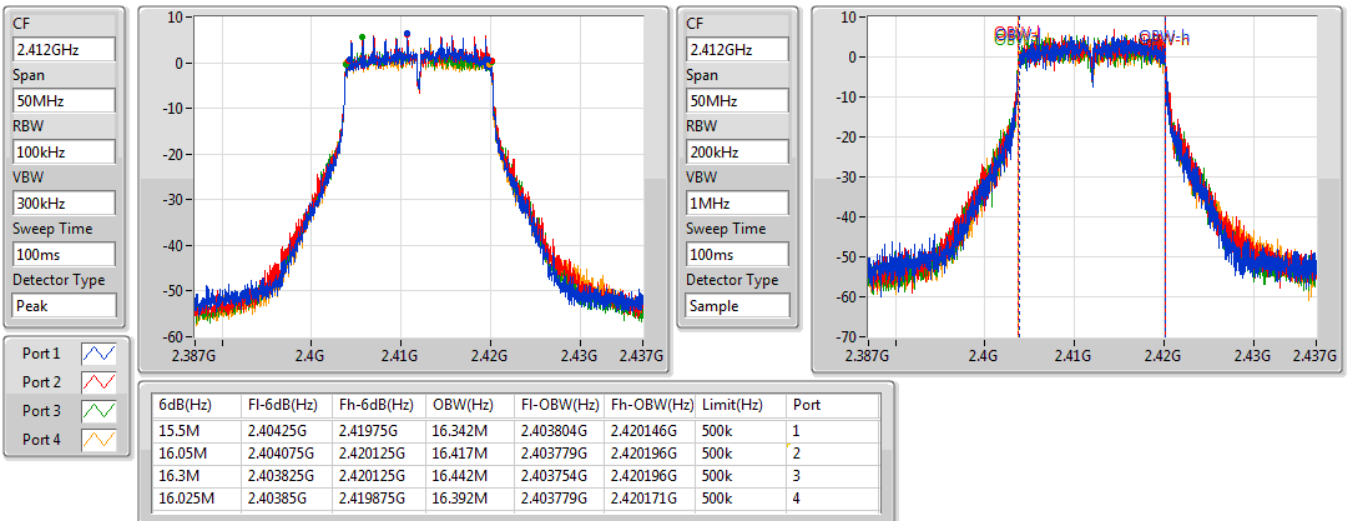 CF
2.412GHz
Span
50MHz
RBW
100kHz
VBW
300kHz
Sweep Time
100ms
Detector Type
Peak
10
0
-10
-20
-30
-40
-50
-60
2.387G 2.4G 2.41G 2.42G 2.43G 2.437G
CF
2.412GHz
Span
50MHz
RBW
200kHz
VBW
1MHz
Sweep Time
100ms
Detector Type
Sample
OBW-l OBW-h
10
0
-10
-20
-30
-40
-50
-60
-70
2.387G 2.4G 2.41G 2.42G 2.43G 2.437G
Port 1
Port 2
Port 3
Port 4
6dB(Hz) Fl-6dB(Hz) Fh-6dB(Hz) OBW(Hz) Fl-OBW(Hz) Fh-OBW(Hz) Limit(Hz) Port
15.5M 2.40425G 2.41975G 16.342M 2.403804G 2.420146G 500k 1
16.05M 2.404075G 2.420125G 16.417M 2.403779G 2.420196G 500k 2
16.3M 2.403825G 2.420125G 16.442M 2.403754G 2.420196G 500k 3
16.025M 2.40385G 2.419875G 16.392M 2.403779G 2.420171G 500k 4